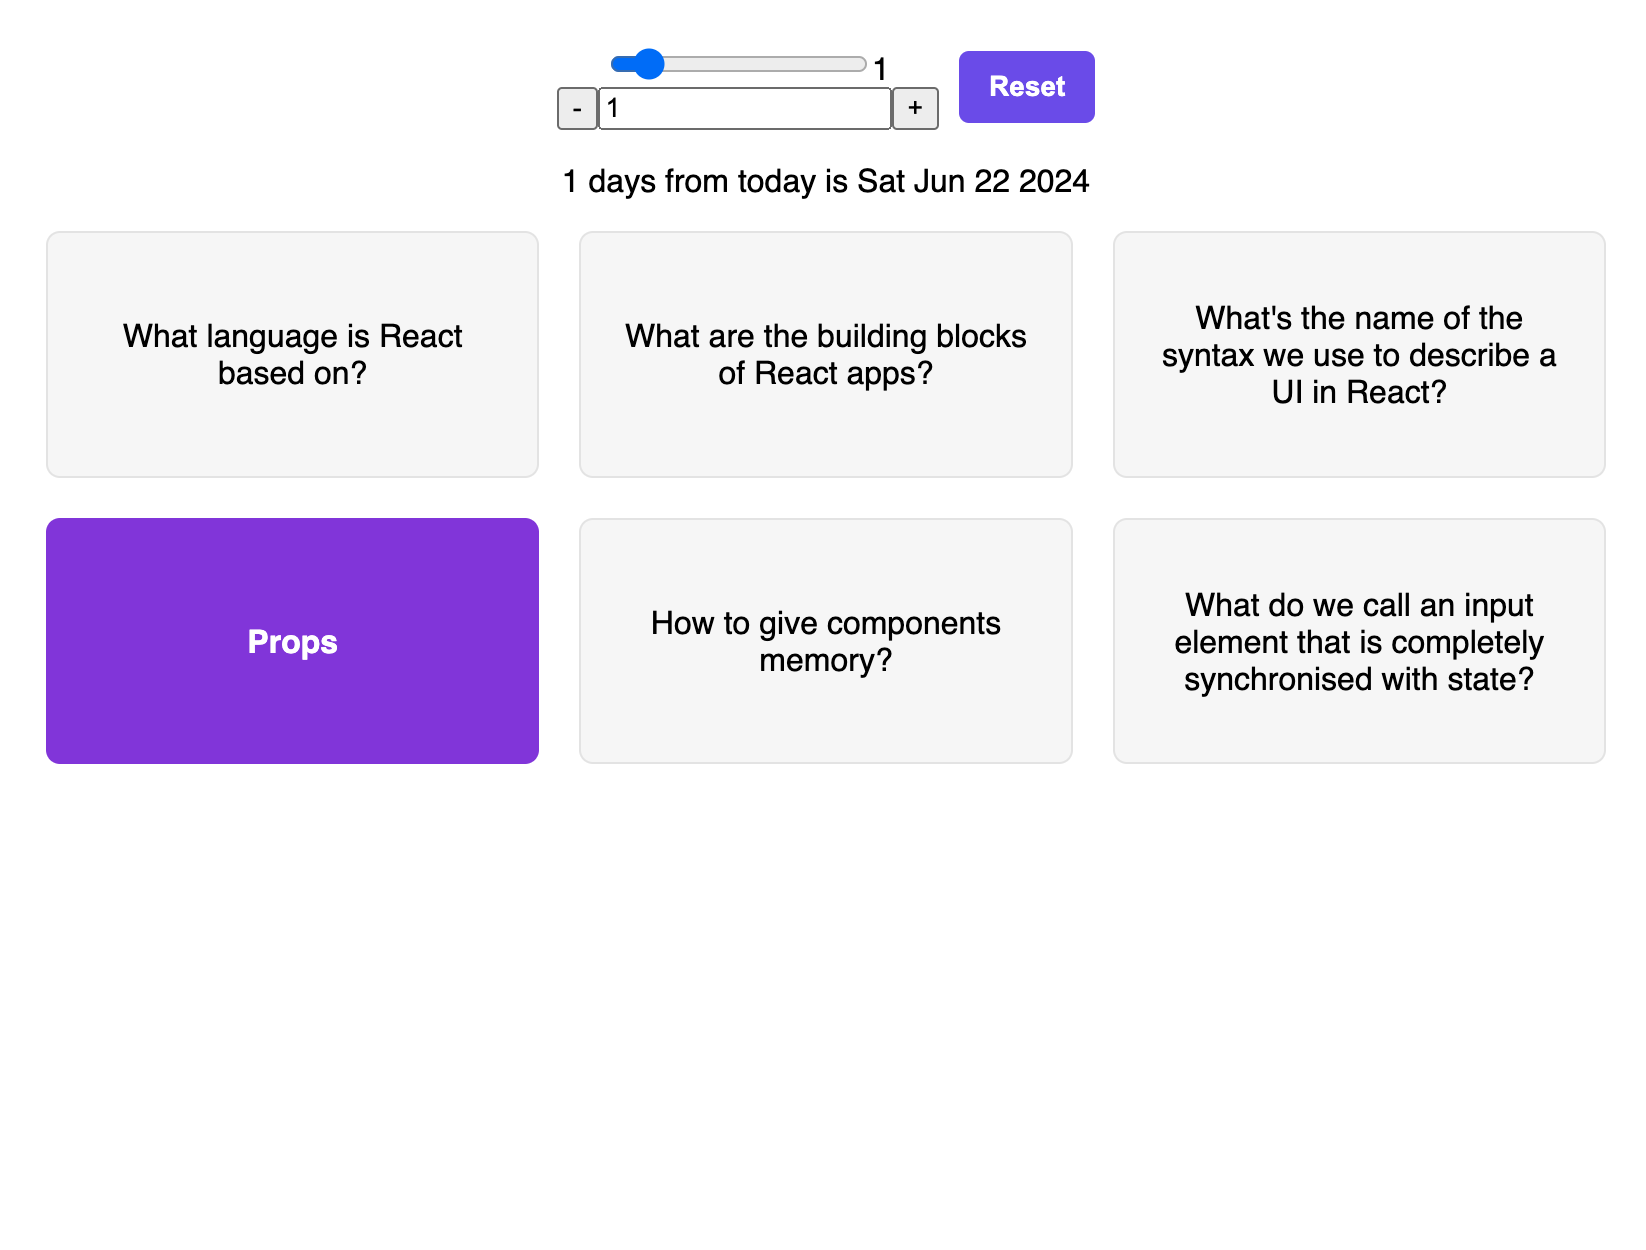 1
- 1 +
Reset
1 days from today is Sat Jun 22 2024
What language is React
based on?
What are the building blocks
of React apps?
What's the name of the
syntax we use to describe a
UI in React?
Props
How to give components
memory?
What do we call an input
element that is completely
synchronised with state?